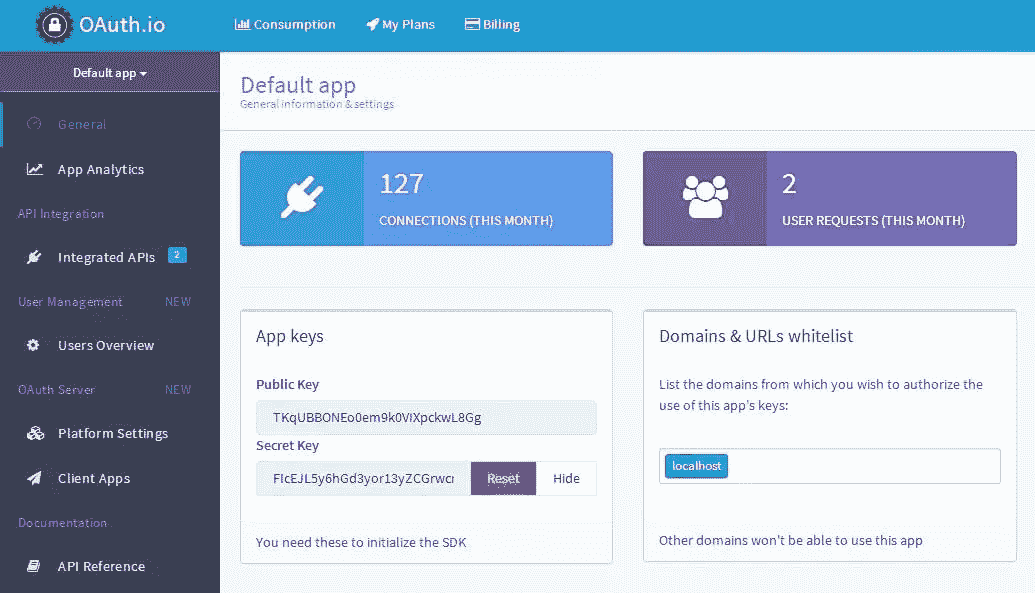 OAuth.io
Consumption
My Plans
Billing
Default app
General
App Analytics
API Integration
Integrated APIs 2
User Management NEW
Users Overview
OAuth Server NEW
Platform Settings
Client Apps
Documentation
API Reference
Default app
General information & settings
127
CONNECTIONS (THIS MONTH)
2
USER REQUESTS (THIS MONTH)
App keys
Public Key
Secret Key
Reset
Hide
You need these to initialize the SDK
Domains & URLs whitelist
List the domains from which you wish to authorize the
use of this app's keys:
localhost
Other domains won't be able to use this app